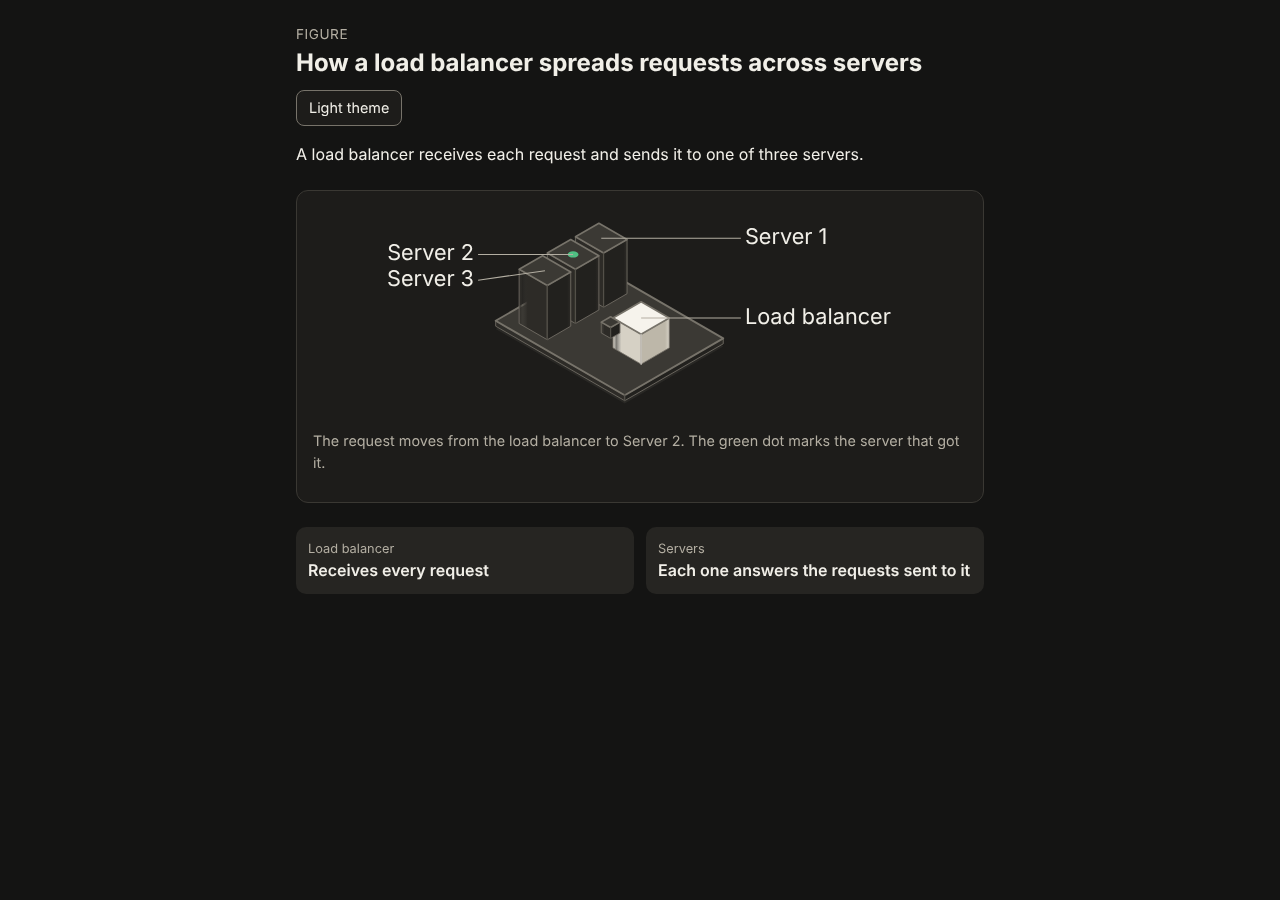 FIGURE
How a load balancer spreads requests across servers
Light theme
A load balancer receives each request and sends it to one of three servers.
Server 1
Server 2
Server 3
Load balancer
The request moves from the load balancer to Server 2. The green dot marks the server that got
it.
Load balancer
Receives every request
Servers
Each one answers the requests sent to it